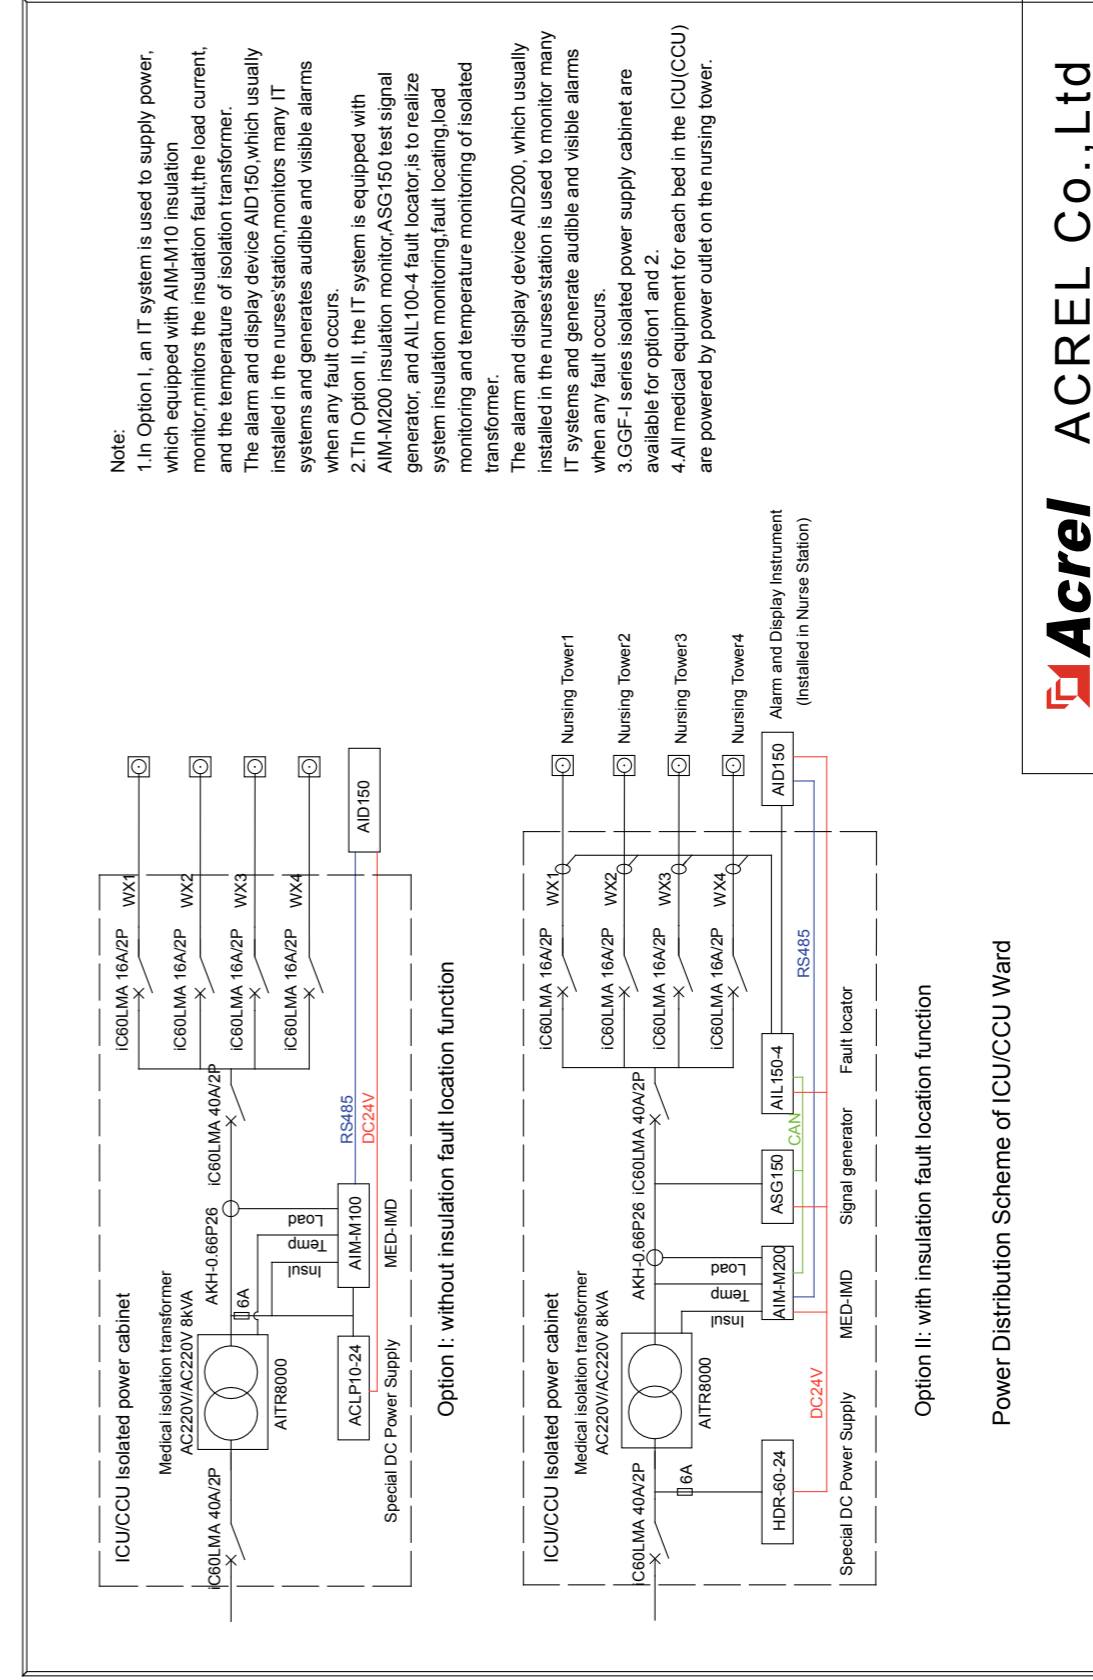 ICU/CCU Isolated power cabinet
Medical isolation transformer
AC220V/AC220V 8kVA
iC60LMA 40A/2P
AITR8000
6A
AKH-0.66P26
iC60LMA 40A/2P
iC60LMA 16A/2P
WX1
iC60LMA 16A/2P
WX2
iC60LMA 16A/2P
WX3
iC60LMA 16A/2P
WX4
Insul
Temp
Load
ACLP10-24
AIM-M100
RS485
DC24V
AID150
Special DC Power Supply
MED-IMD
Option I: without insulation fault location function
ICU/CCU Isolated power cabinet
Medical isolation transformer
AC220V/AC220V 8kVA
iC60LMA 40A/2P
6A
AITR8000
AKH-0.66P26
iC60LMA 40A/2P
iC60LMA 16A/2P
WX1
Nursing Tower1
iC60LMA 16A/2P
WX2
Nursing Tower2
iC60LMA 16A/2P
WX3
Nursing Tower3
iC60LMA 16A/2P
WX4
Nursing Tower4
Insul
Temp
Load
HDR-60-24
AIM-M200
ASG150
AIL150-4
AID150
Alarm and Display Instrument
(Installed in Nurse Station)
CAN
RS485
DC24V
Special DC Power Supply
MED-IMD
Signal generator
Fault locator
Option II: with insulation fault location function
Power Distribution Scheme of ICU/CCU Ward
Note:
1.In Option I, an IT system is used to supply power,
which equipped with AIM-M10 insulation
monitor,minitors the insulation fault,the load current,
and the temperature of isolation transformer.
The alarm and display device AID150,which usually
installed in the nurses'station,monitors many IT
systems and generates audible and visible alarms
when any fault occurs.
2.TIn Option II, the IT system is equipped with
AIM-M200 insulation monitor,ASG150 test signal
generator, and AIL100-4 fault locator,is to realize
system insulation monitoring,fault locating,load
monitoring and temperature monitoring of isolated
transformer.
The alarm and display device AID200, which usually
installed in the nurses'station is used to monitor many
IT systems and generate audible and visible alarms
when any fault occurs.
3.GGF-I series isolated power supply cabinet are
available for option1 and 2.
4.All medical equipment for each bed in the ICU(CCU)
are powered by power outlet on the nursing tower.
Acrel ACREL Co.,Ltd